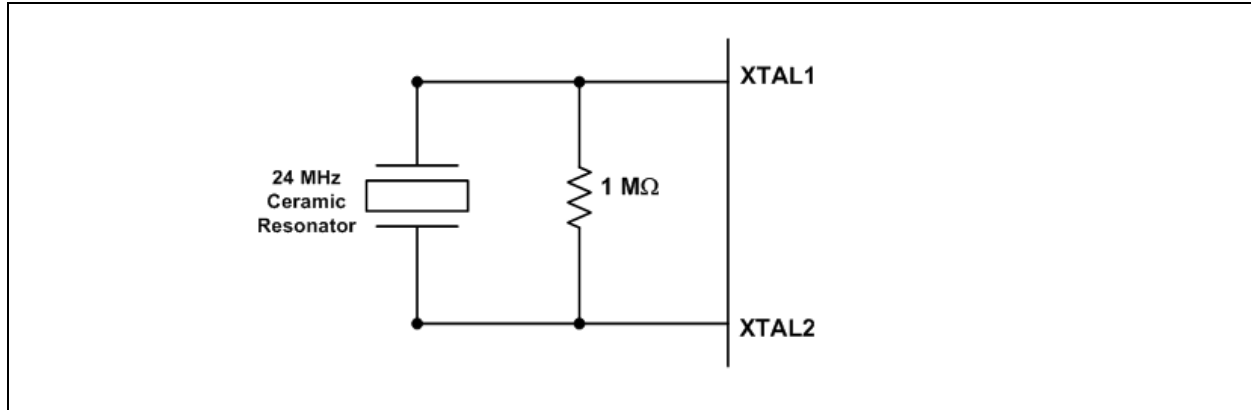 XTAL1
24 MHz
Ceramic
Resonator
1 MΩ
XTAL2